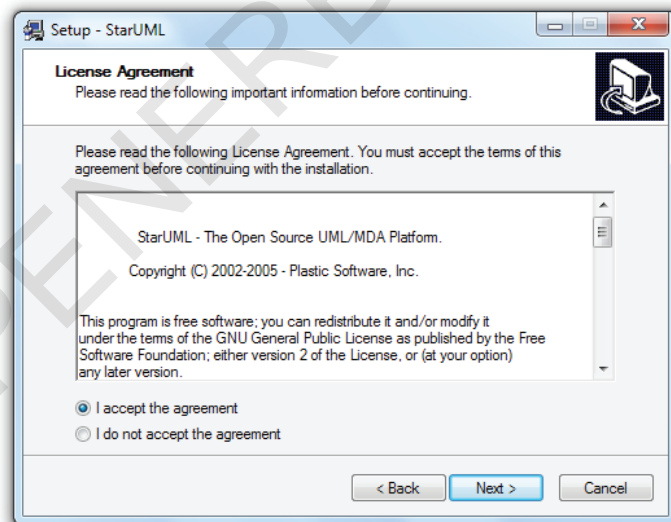 Setup - StarUML
License Agreement
Please read the following important information before continuing.
Please read the following License Agreement. You must accept the terms of this
agreement before continuing with the installation.
StarUML - The Open Source UML/MDA Platform.
Copyright (C) 2002-2005 - Plastic Software, Inc.
This program is free software; you can redistribute it and/or modify it
under the terms of the GNU General Public License as published by the Free
Software Foundation; either version 2 of the License, or (at your option)
any later version.
I accept the agreement
I do not accept the agreement
< Back Next > Cancel